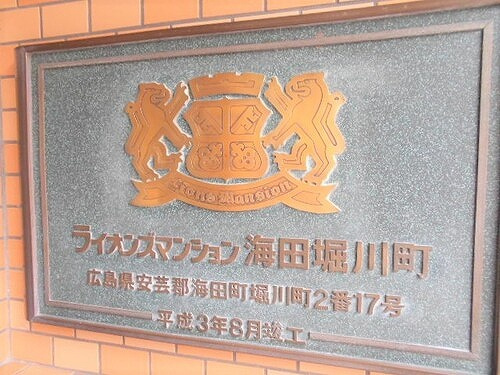 Lions Mansion
ライオンズマンション 海田堀川町
広島県安芸郡海田町堀川町2番17号
平成3年8月竣工